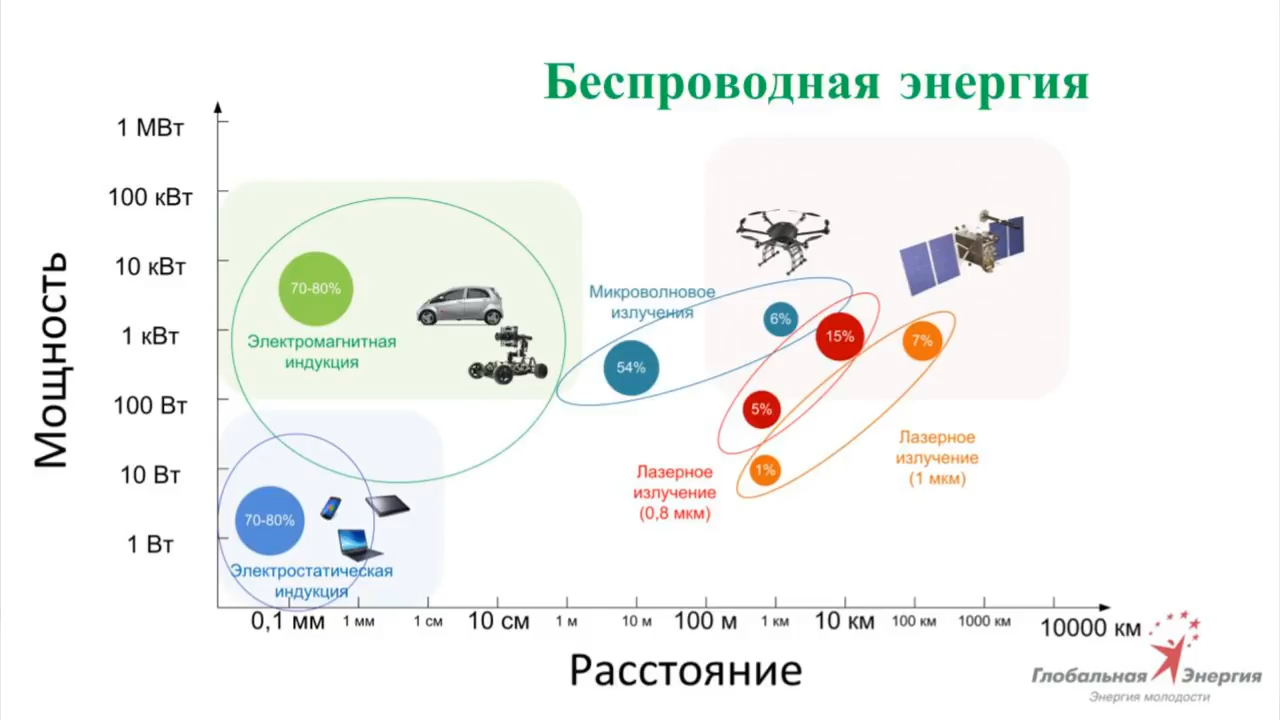 Беспроводная энергия
Мощность
1 МВт
100 кВт
10 кВт
1 кВт
100 Вт
10 Вт
1 Вт
70-80%
Электромагнитная
индукция
Микроволновое
излучения
54%
6%
15%
7%
5%
1%
Лазерное
излучение
(0,8 мкм)
Лазерное
излучение
(1 мкм)
70-80%
Электростатическая
индукция
0,1 мм 1 мм 1 см 10 см 1 м 10 м 100 м 1 км 10 км 100 км 1000 км 10000 км
Расстояние
Глобальная Энергия
Энергия молодости